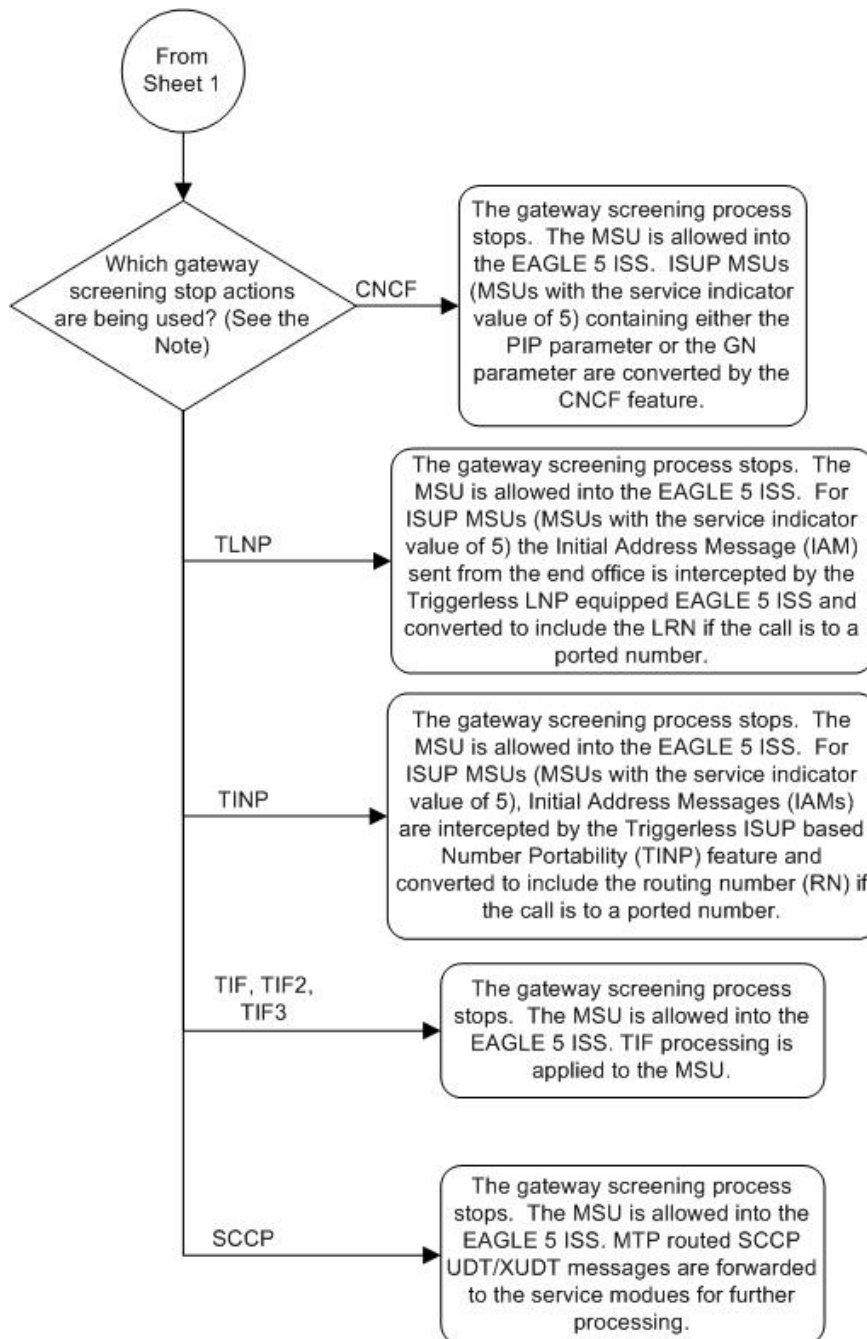 From
Sheet 1
Which gateway
screening stop actions
are being used? (See the
Note)
CNCF
The gateway screening process
stops.  The MSU is allowed into
the EAGLE 5 ISS.  ISUP MSUs
(MSUs with the service indicator
value of 5) containing either the
PIP parameter or the GN
parameter are converted by the
CNCF feature.
TLNP
The gateway screening process stops.  The
MSU is allowed into the EAGLE 5 ISS.  For
ISUP MSUs (MSUs with the service indicator
value of 5) the Initial Address Message (IAM)
sent from the end office is intercepted by the
Triggerless LNP equipped EAGLE 5 ISS and
converted to include the LRN if the call is to a
ported number.
TINP
The gateway screening process stops.  The
MSU is allowed into the EAGLE 5 ISS.  For
ISUP MSUs (MSUs with the service indicator
value of 5), Initial Address Messages (IAMs)
are intercepted by the Triggerless ISUP based
Number Portability (TINP) feature and
converted to include the routing number (RN) if
the call is to a ported number.
TIF, TIF2,
TIF3
The gateway screening process
stops.  The MSU is allowed into the
EAGLE 5 ISS. TIF processing is
applied to the MSU.
SCCP
The gateway screening process
stops.  The MSU is allowed into the
EAGLE 5 ISS. MTP routed SCCP
UDT/XUDT messages are forwarded
to the service modues for further
processing.